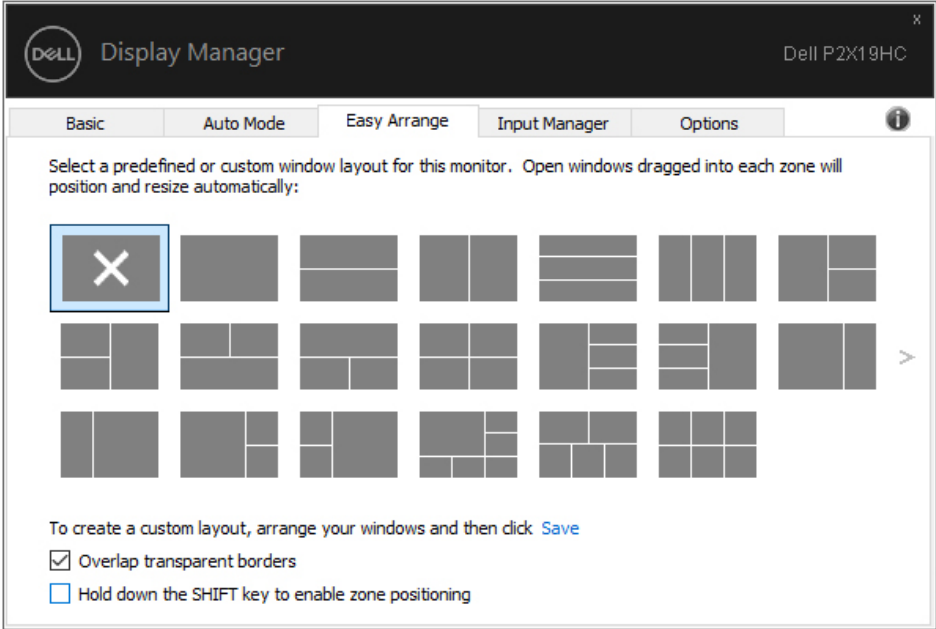 x
DELL
Display Manager
Dell P2X19HC
Basic
Auto Mode
Easy Arrange
Input Manager
Options
i
Select a predefined or custom window layout for this monitor. Open windows dragged into each zone will
position and resize automatically:
>
To create a custom layout, arrange your windows and then click Save
Overlap transparent borders
Hold down the SHIFT key to enable zone positioning